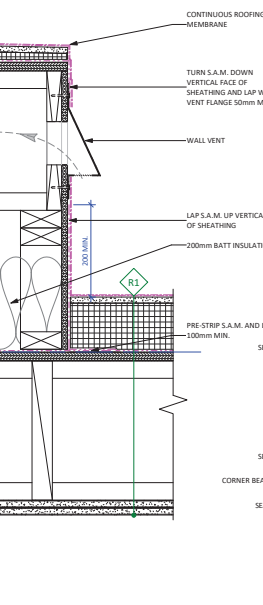 CONTINUOUS ROOFING
MEMBRANE
TURN S.A.M. DOWN
VERTICAL FACE OF
SHEATHING AND LAP W
VENT FLANGE 50mm M
WALL VENT
LAP S.A.M. UP VERTICA
OF SHEATHING
200 MIN.
200mm BATT INSULATI
R1
PRE-STRIP S.A.M. AND
100mm MIN.
CORNER BEA